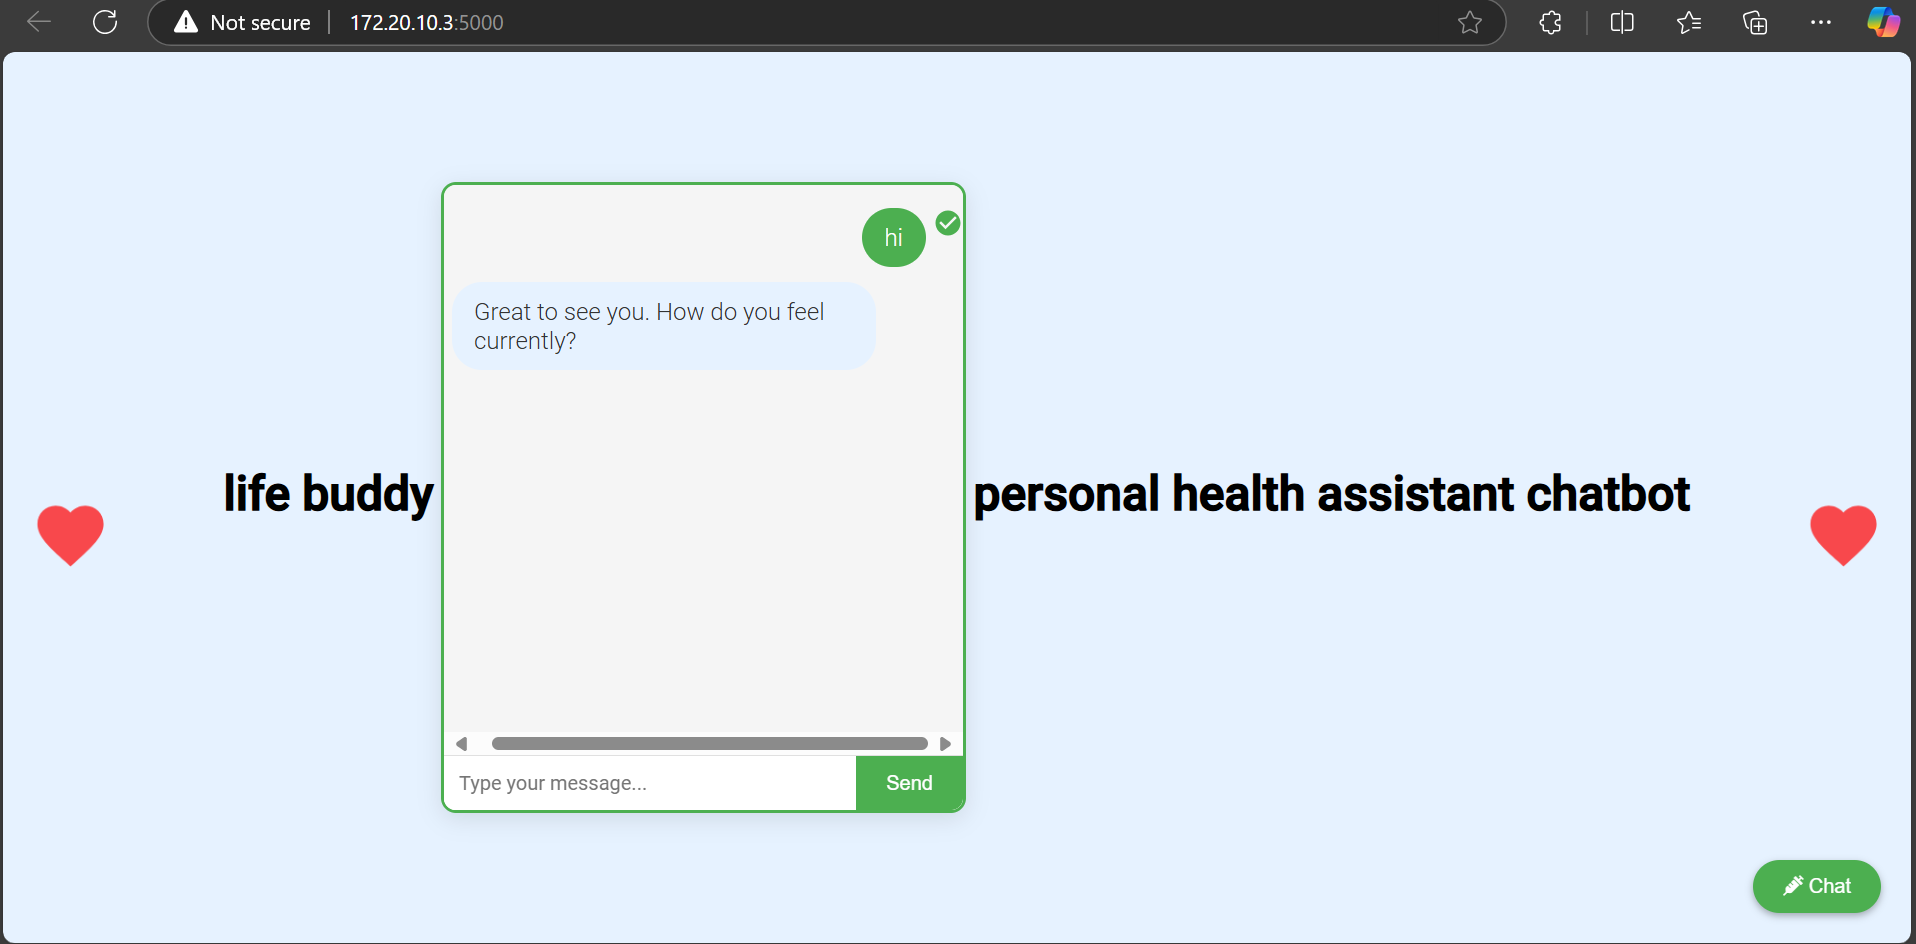 Not secure
172.20.10.3:5000
hi
Great to see you. How do you feel
currently?
life buddy
personal health assistant chatbot
Type your message...
Send
Chat